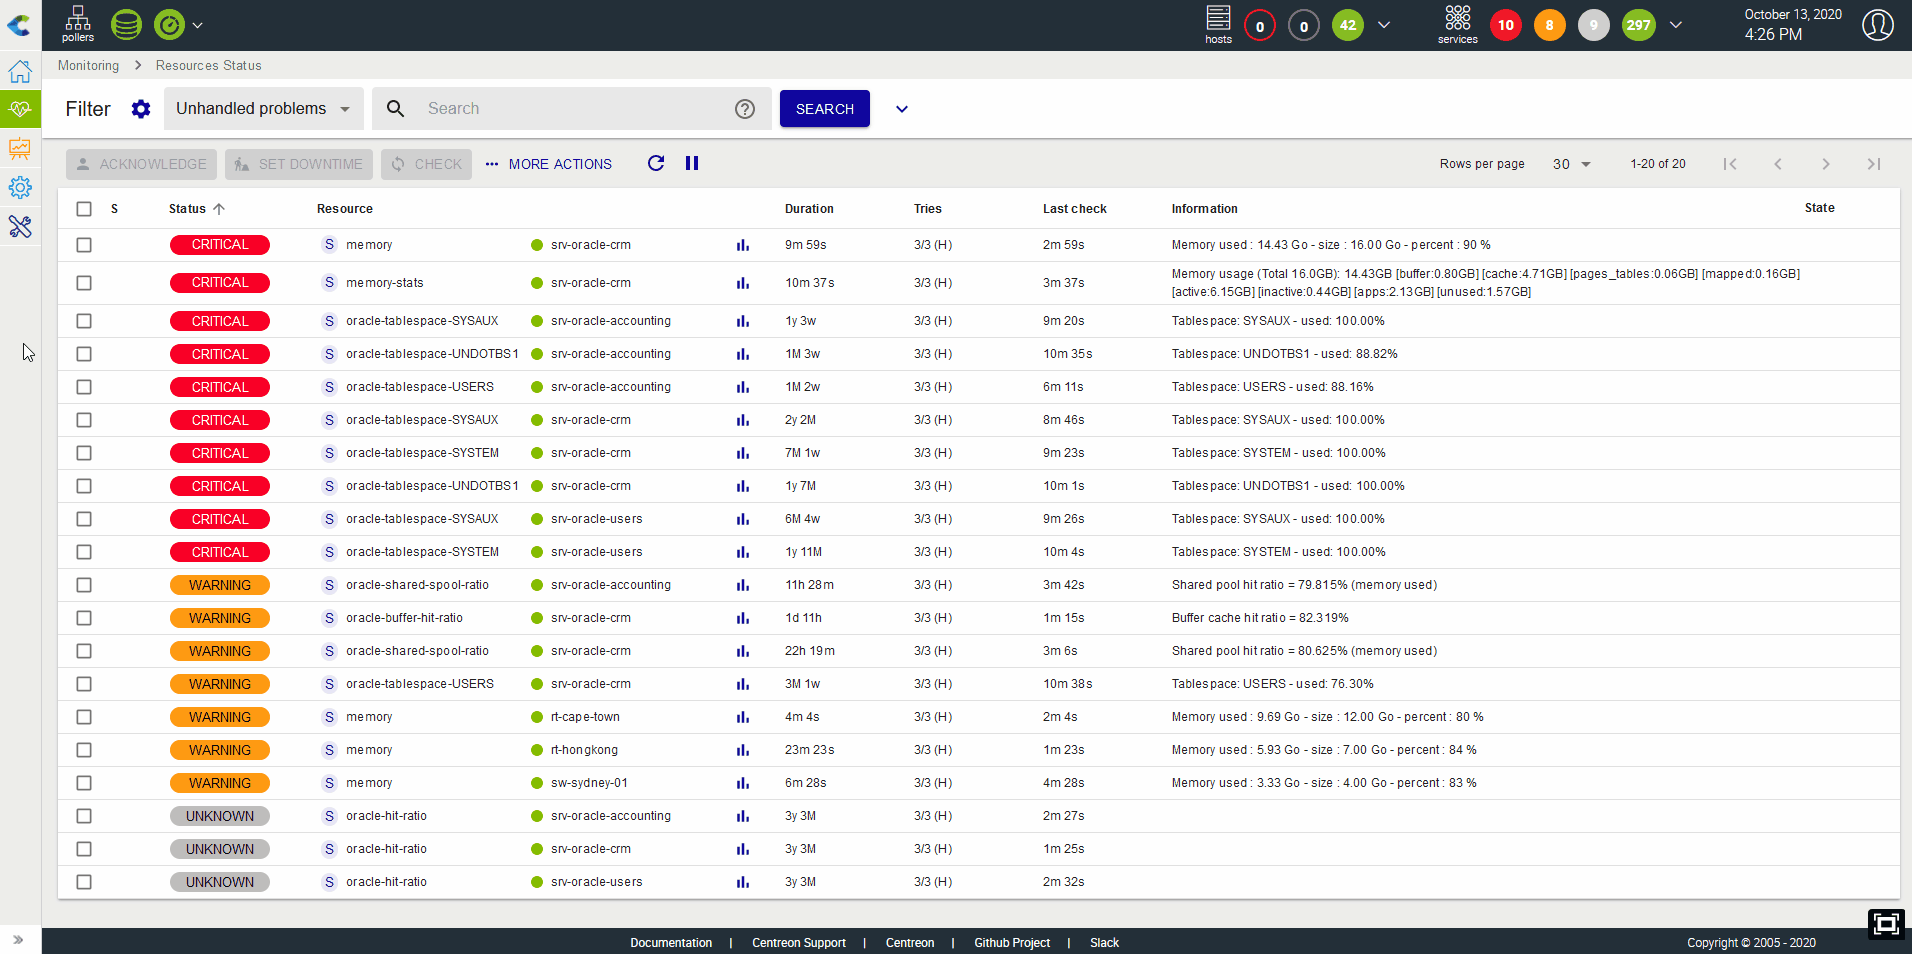 pollers
hosts 0 0 42
services 10 8 9 297
October 13, 2020
4:26 PM
Monitoring Resources Status
Filter Unhandled problems Search ? SEARCH
ACKNOWLEDGE SET DOWNTIME CHECK MORE ACTIONS Rows per page 30 1-20 of 20
S Status Resource Duration Tries Last check Information State
CRITICAL S memory srv-oracle-crm 9m 59s 3/3 (H) 2m 59s Memory used : 14.43 Go - size : 16.00 Go - percent : 90 %
CRITICAL S memory-stats srv-oracle-crm 10m 37s 3/3 (H) 3m 37s Memory usage (Total 16.0GB): 14.43GB [buffer:0.80GB] [cache:4.71GB] [pages_tables:0.06GB] [mapped:0.16GB]
[active:6.15GB] [inactive:0.44GB] [apps:2.13GB] [unused:1.57GB]
CRITICAL S oracle-tablespace-SYSAUX srv-oracle-accounting 1y 3w 3/3 (H) 9m 20s Tablespace: SYSAUX - used: 100.00%
CRITICAL S oracle-tablespace-UNDOTBS1 srv-oracle-accounting 1M 3w 3/3 (H) 10m 35s Tablespace: UNDOTBS1 - used: 88.82%
CRITICAL S oracle-tablespace-USERS srv-oracle-accounting 1M 2w 3/3 (H) 6m 11s Tablespace: USERS - used: 88.16%
CRITICAL S oracle-tablespace-SYSAUX srv-oracle-crm 2y 2M 3/3 (H) 8m 46s Tablespace: SYSAUX - used: 100.00%
CRITICAL S oracle-tablespace-SYSTEM srv-oracle-crm 7M 1w 3/3 (H) 9m 23s Tablespace: SYSTEM - used: 100.00%
CRITICAL S oracle-tablespace-UNDOTBS1 srv-oracle-crm 1y 7M 3/3 (H) 10m 1s Tablespace: UNDOTBS1 - used: 100.00%
CRITICAL S oracle-tablespace-SYSAUX srv-oracle-users 6M 4w 3/3 (H) 9m 26s Tablespace: SYSAUX - used: 100.00%
CRITICAL S oracle-tablespace-SYSTEM srv-oracle-users 1y 11M 3/3 (H) 10m 4s Tablespace: SYSTEM - used: 100.00%
WARNING S oracle-shared-spool-ratio srv-oracle-accounting 11h 28m 3/3 (H) 3m 42s Shared pool hit ratio = 79.815% (memory used)
WARNING S oracle-buffer-hit-ratio srv-oracle-crm 1d 11h 3/3 (H) 1m 15s Buffer cache hit ratio = 82.319%
WARNING S oracle-shared-spool-ratio srv-oracle-crm 22h 19m 3/3 (H) 3m 6s Shared pool hit ratio = 80.625% (memory used)
WARNING S oracle-tablespace-USERS srv-oracle-crm 3M 1w 3/3 (H) 10m 38s Tablespace: USERS - used: 76.30%
WARNING S memory rt-cape-town 4m 4s 3/3 (H) 2m 4s Memory used : 9.69 Go - size : 12.00 Go - percent : 80 %
WARNING S memory rt-hongkong 23m 23s 3/3 (H) 1m 23s Memory used : 5.93 Go - size : 7.00 Go - percent : 84 %
WARNING S memory sw-sydney-01 6m 28s 3/3 (H) 4m 28s Memory used : 3.33 Go - size : 4.00 Go - percent : 83 %
UNKNOWN S oracle-hit-ratio srv-oracle-accounting 3y 3M 3/3 (H) 2m 27s
UNKNOWN S oracle-hit-ratio srv-oracle-crm 3y 3M 3/3 (H) 1m 25s
UNKNOWN S oracle-hit-ratio srv-oracle-users 3y 3M 3/3 (H) 2m 32s
Documentation | Centreon Support | Centreon | Github Project | Slack Copyright © 2005 - 2020